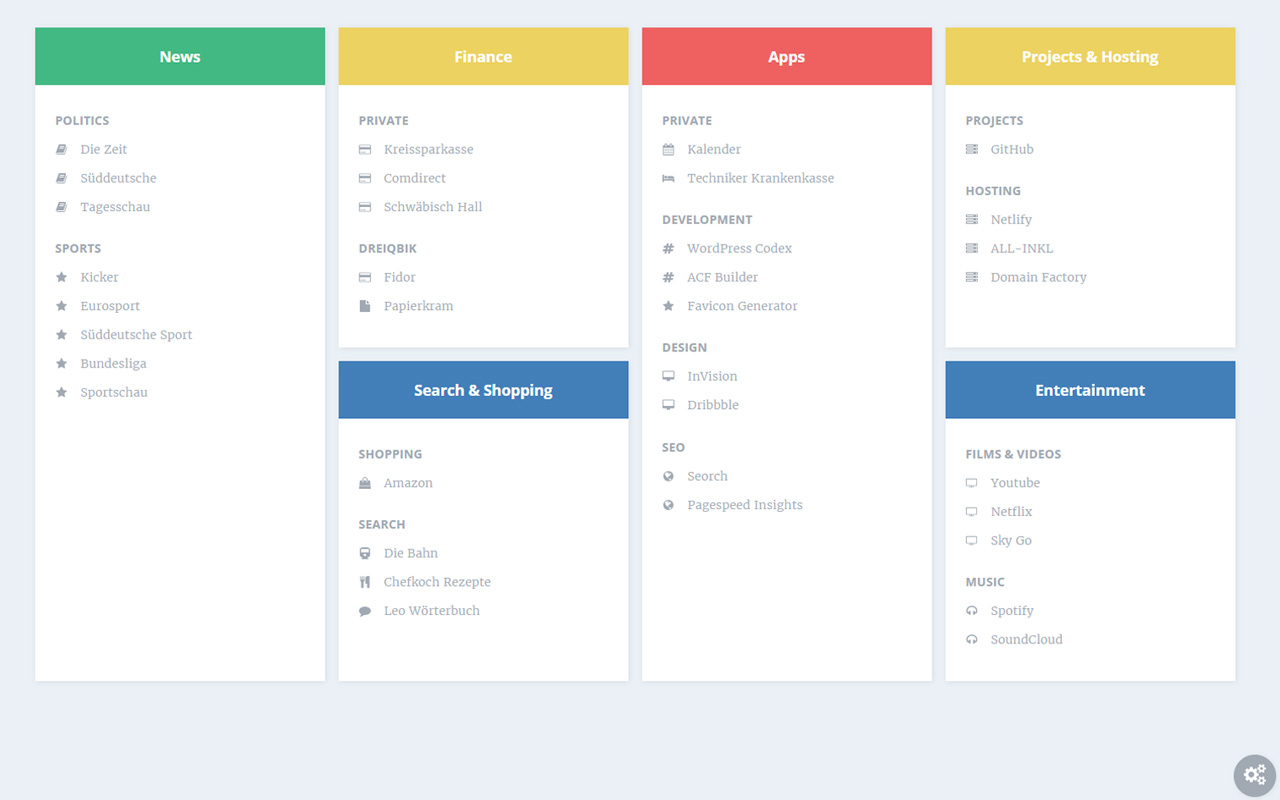 News
POLITICS
Die Zeit
Süddeutsche
Tagesschau
SPORTS
Kicker
Eurosport
Süddeutsche Sport
Bundesliga
Sportschau
Finance
PRIVATE
Kreissparkasse
Comdirect
Schwäbisch Hall
DREIQBIK
Fidor
Papierkram
Search & Shopping
SHOPPING
Amazon
SEARCH
Die Bahn
Chefkoch Rezepte
Leo Wörterbuch
Apps
PRIVATE
Kalender
Techniker Krankenkasse
DEVELOPMENT
WordPress Codex
ACF Builder
Favicon Generator
DESIGN
InVision
Dribbble
SEO
Seorch
Pagespeed Insights
Projects & Hosting
PROJECTS
GitHub
HOSTING
Netlify
ALL-INKL
Domain Factory
Entertainment
FILMS & VIDEOS
Youtube
Netflix
Sky Go
MUSIC
Spotify
SoundCloud